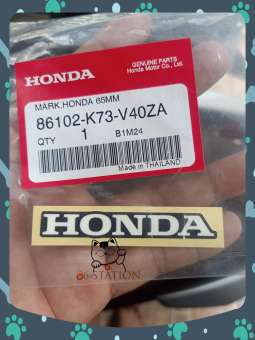 HONDA
GENUINE PARTS
Honda Motor Co., Ltd.
MARK,HONDA 65MM
86102-K73-V40ZA
QTY 1 B1M24
Made in THAILAND
HONDA
STATION